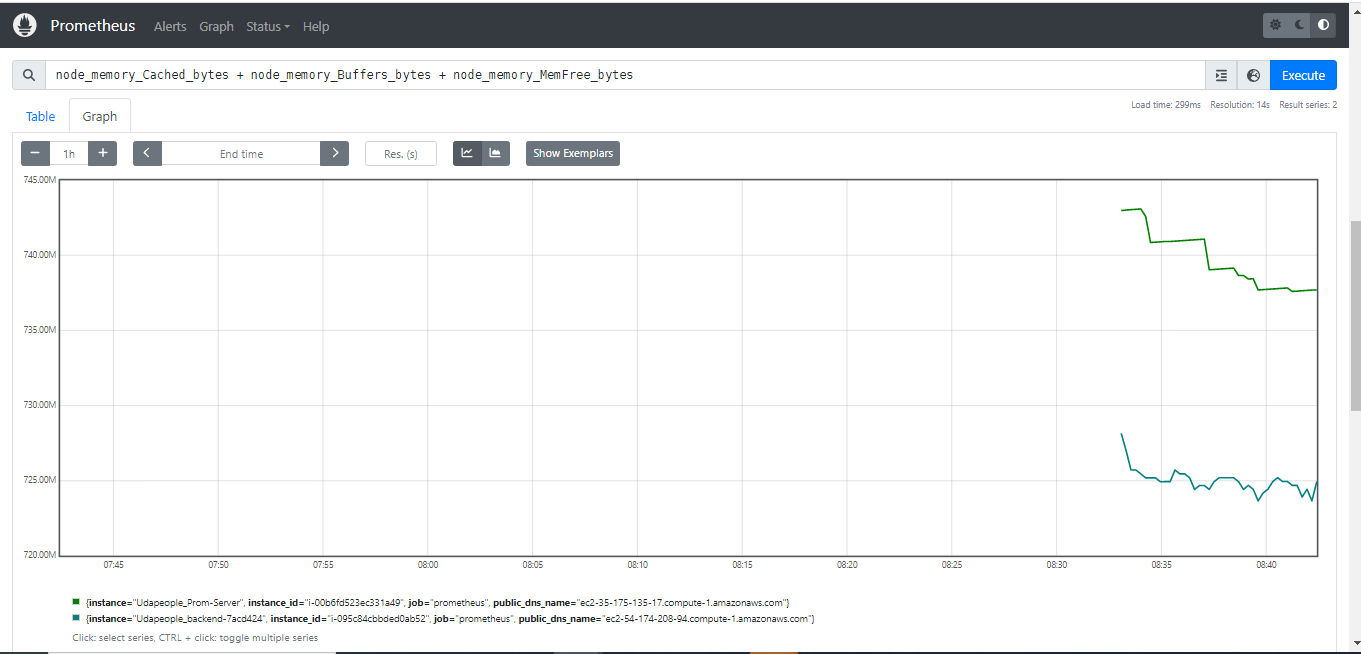 Prometheus Alerts Graph Status Help
node_memory_Cached_bytes + node_memory_Buffers_bytes + node_memory_MemFree_bytes Execute
Load time: 299ms Resolution: 14s Result series: 2
Table Graph
− 1h + < End time > Res. (s) Show Exemplars
745.00M
740.00M
735.00M
730.00M
725.00M
720.00M
07:45 07:50 07:55 08:00 08:05 08:10 08:15 08:20 08:25 08:30 08:35 08:40
{instance="Udapeople_Prom-Server", instance_id="i-00b6fd523ec331a49", job="prometheus", public_dns_name="ec2-35-175-135-17.compute-1.amazonaws.com"}
{instance="Udapeople_backend-7acd424", instance_id="i-095c84cbbded0ab52", job="prometheus", public_dns_name="ec2-54-174-208-94.compute-1.amazonaws.com"}
Click: select series, CTRL + click: toggle multiple series